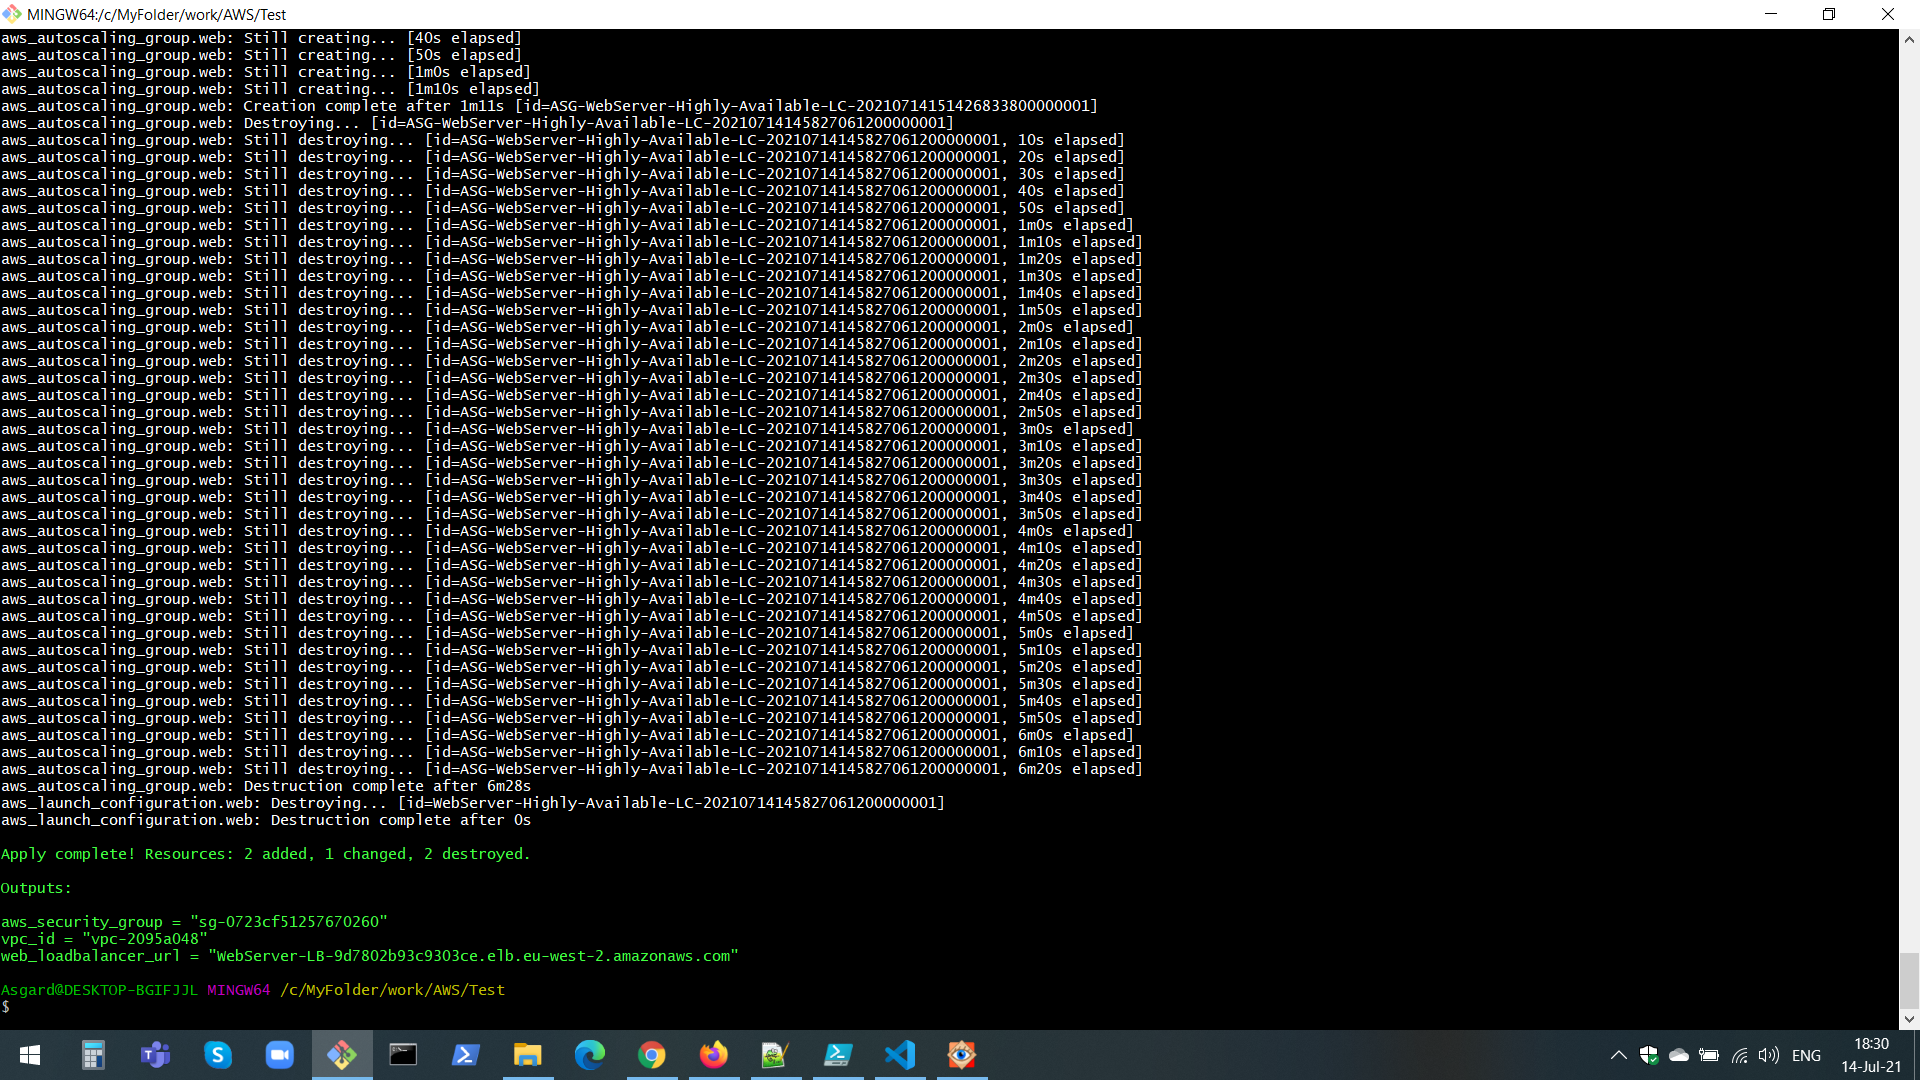 MINGW64:/c/MyFolder/work/AWS/Test
aws_autoscaling_group.web: Still creating... [40s elapsed]
aws_autoscaling_group.web: Still creating... [50s elapsed]
aws_autoscaling_group.web: Still creating... [1m0s elapsed]
aws_autoscaling_group.web: Still creating... [1m10s elapsed]
aws_autoscaling_group.web: Creation complete after 1m11s [id=ASG-WebServer-Highly-Available-LC-20210714151426833800000001]
aws_autoscaling_group.web: Destroying... [id=ASG-WebServer-Highly-Available-LC-20210714145827061200000001]
aws_autoscaling_group.web: Still destroying... [id=ASG-WebServer-Highly-Available-LC-20210714145827061200000001, 10s elapsed]
aws_autoscaling_group.web: Still destroying... [id=ASG-WebServer-Highly-Available-LC-20210714145827061200000001, 20s elapsed]
aws_autoscaling_group.web: Still destroying... [id=ASG-WebServer-Highly-Available-LC-20210714145827061200000001, 30s elapsed]
aws_autoscaling_group.web: Still destroying... [id=ASG-WebServer-Highly-Available-LC-20210714145827061200000001, 40s elapsed]
aws_autoscaling_group.web: Still destroying... [id=ASG-WebServer-Highly-Available-LC-20210714145827061200000001, 50s elapsed]
aws_autoscaling_group.web: Still destroying... [id=ASG-WebServer-Highly-Available-LC-20210714145827061200000001, 1m0s elapsed]
aws_autoscaling_group.web: Still destroying... [id=ASG-WebServer-Highly-Available-LC-20210714145827061200000001, 1m10s elapsed]
aws_autoscaling_group.web: Still destroying... [id=ASG-WebServer-Highly-Available-LC-20210714145827061200000001, 1m20s elapsed]
aws_autoscaling_group.web: Still destroying... [id=ASG-WebServer-Highly-Available-LC-20210714145827061200000001, 1m30s elapsed]
aws_autoscaling_group.web: Still destroying... [id=ASG-WebServer-Highly-Available-LC-20210714145827061200000001, 1m40s elapsed]
aws_autoscaling_group.web: Still destroying... [id=ASG-WebServer-Highly-Available-LC-20210714145827061200000001, 1m50s elapsed]
aws_autoscaling_group.web: Still destroying... [id=ASG-WebServer-Highly-Available-LC-20210714145827061200000001, 2m0s elapsed]
aws_autoscaling_group.web: Still destroying... [id=ASG-WebServer-Highly-Available-LC-20210714145827061200000001, 2m10s elapsed]
aws_autoscaling_group.web: Still destroying... [id=ASG-WebServer-Highly-Available-LC-20210714145827061200000001, 2m20s elapsed]
aws_autoscaling_group.web: Still destroying... [id=ASG-WebServer-Highly-Available-LC-20210714145827061200000001, 2m30s elapsed]
aws_autoscaling_group.web: Still destroying... [id=ASG-WebServer-Highly-Available-LC-20210714145827061200000001, 2m40s elapsed]
aws_autoscaling_group.web: Still destroying... [id=ASG-WebServer-Highly-Available-LC-20210714145827061200000001, 2m50s elapsed]
aws_autoscaling_group.web: Still destroying... [id=ASG-WebServer-Highly-Available-LC-20210714145827061200000001, 3m0s elapsed]
aws_autoscaling_group.web: Still destroying... [id=ASG-WebServer-Highly-Available-LC-20210714145827061200000001, 3m10s elapsed]
aws_autoscaling_group.web: Still destroying... [id=ASG-WebServer-Highly-Available-LC-20210714145827061200000001, 3m20s elapsed]
aws_autoscaling_group.web: Still destroying... [id=ASG-WebServer-Highly-Available-LC-20210714145827061200000001, 3m30s elapsed]
aws_autoscaling_group.web: Still destroying... [id=ASG-WebServer-Highly-Available-LC-20210714145827061200000001, 3m40s elapsed]
aws_autoscaling_group.web: Still destroying... [id=ASG-WebServer-Highly-Available-LC-20210714145827061200000001, 3m50s elapsed]
aws_autoscaling_group.web: Still destroying... [id=ASG-WebServer-Highly-Available-LC-20210714145827061200000001, 4m0s elapsed]
aws_autoscaling_group.web: Still destroying... [id=ASG-WebServer-Highly-Available-LC-20210714145827061200000001, 4m10s elapsed]
aws_autoscaling_group.web: Still destroying... [id=ASG-WebServer-Highly-Available-LC-20210714145827061200000001, 4m20s elapsed]
aws_autoscaling_group.web: Still destroying... [id=ASG-WebServer-Highly-Available-LC-20210714145827061200000001, 4m30s elapsed]
aws_autoscaling_group.web: Still destroying... [id=ASG-WebServer-Highly-Available-LC-20210714145827061200000001, 4m40s elapsed]
aws_autoscaling_group.web: Still destroying... [id=ASG-WebServer-Highly-Available-LC-20210714145827061200000001, 4m50s elapsed]
aws_autoscaling_group.web: Still destroying... [id=ASG-WebServer-Highly-Available-LC-20210714145827061200000001, 5m0s elapsed]
aws_autoscaling_group.web: Still destroying... [id=ASG-WebServer-Highly-Available-LC-20210714145827061200000001, 5m10s elapsed]
aws_autoscaling_group.web: Still destroying... [id=ASG-WebServer-Highly-Available-LC-20210714145827061200000001, 5m20s elapsed]
aws_autoscaling_group.web: Still destroying... [id=ASG-WebServer-Highly-Available-LC-20210714145827061200000001, 5m30s elapsed]
aws_autoscaling_group.web: Still destroying... [id=ASG-WebServer-Highly-Available-LC-20210714145827061200000001, 5m40s elapsed]
aws_autoscaling_group.web: Still destroying... [id=ASG-WebServer-Highly-Available-LC-20210714145827061200000001, 5m50s elapsed]
aws_autoscaling_group.web: Still destroying... [id=ASG-WebServer-Highly-Available-LC-20210714145827061200000001, 6m0s elapsed]
aws_autoscaling_group.web: Still destroying... [id=ASG-WebServer-Highly-Available-LC-20210714145827061200000001, 6m10s elapsed]
aws_autoscaling_group.web: Still destroying... [id=ASG-WebServer-Highly-Available-LC-20210714145827061200000001, 6m20s elapsed]
aws_autoscaling_group.web: Destruction complete after 6m28s
aws_launch_configuration.web: Destroying... [id=WebServer-Highly-Available-LC-20210714145827061200000001]
aws_launch_configuration.web: Destruction complete after 0s
Apply complete! Resources: 2 added, 1 changed, 2 destroyed.
Outputs:
aws_security_group = "sg-0723cf51257670260"
vpc_id = "vpc-2095a048"
web_loadbalancer_url = "WebServer-LB-9d7802b93c9303ce.elb.eu-west-2.amazonaws.com"
Asgard@DESKTOP-BGIFJJL MINGW64 /c/MyFolder/work/AWS/Test
$
ENG
18:30
14-Jul-21